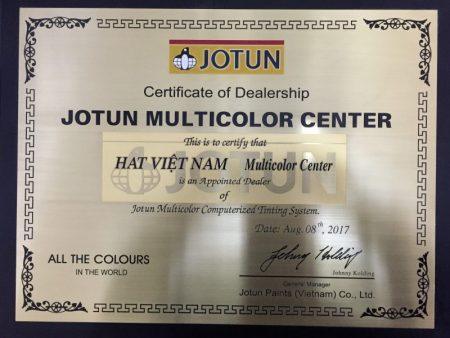 JOTUN
Certificate of Dealership
JOTUN MULTICOLOR CENTER
This is to certify that
HAT VIỆT NAM Multicolor Center
is an Appointed Dealer
of
Jotun Multicolor Computerized Tinting System.
Date: Aug. 08th, 2017
ALL THE COLOURS
IN THE WORLD
Johnny Kolding
General Manager
Jotun Paints (Vietnam) Co., Ltd.
JOTUN